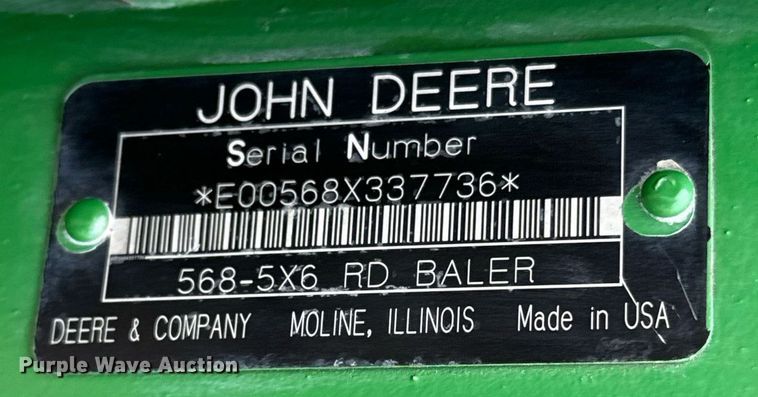 JOHN DEERE
Serial Number
*E00568X337736*
568-5X6 RD BALER
DEERE & COMPANY MOLINE, ILLINOIS Made in USA
Purple Wave Auction